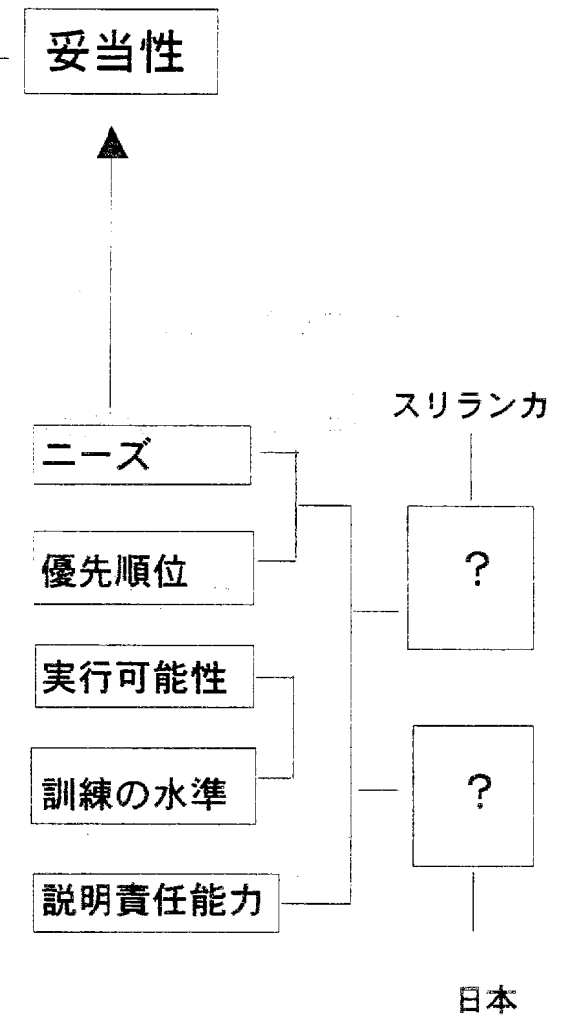 妥当性
スリランカ
ニーズ
優先順位
?
実行可能性
訓練の水準
?
説明責任能力
日本